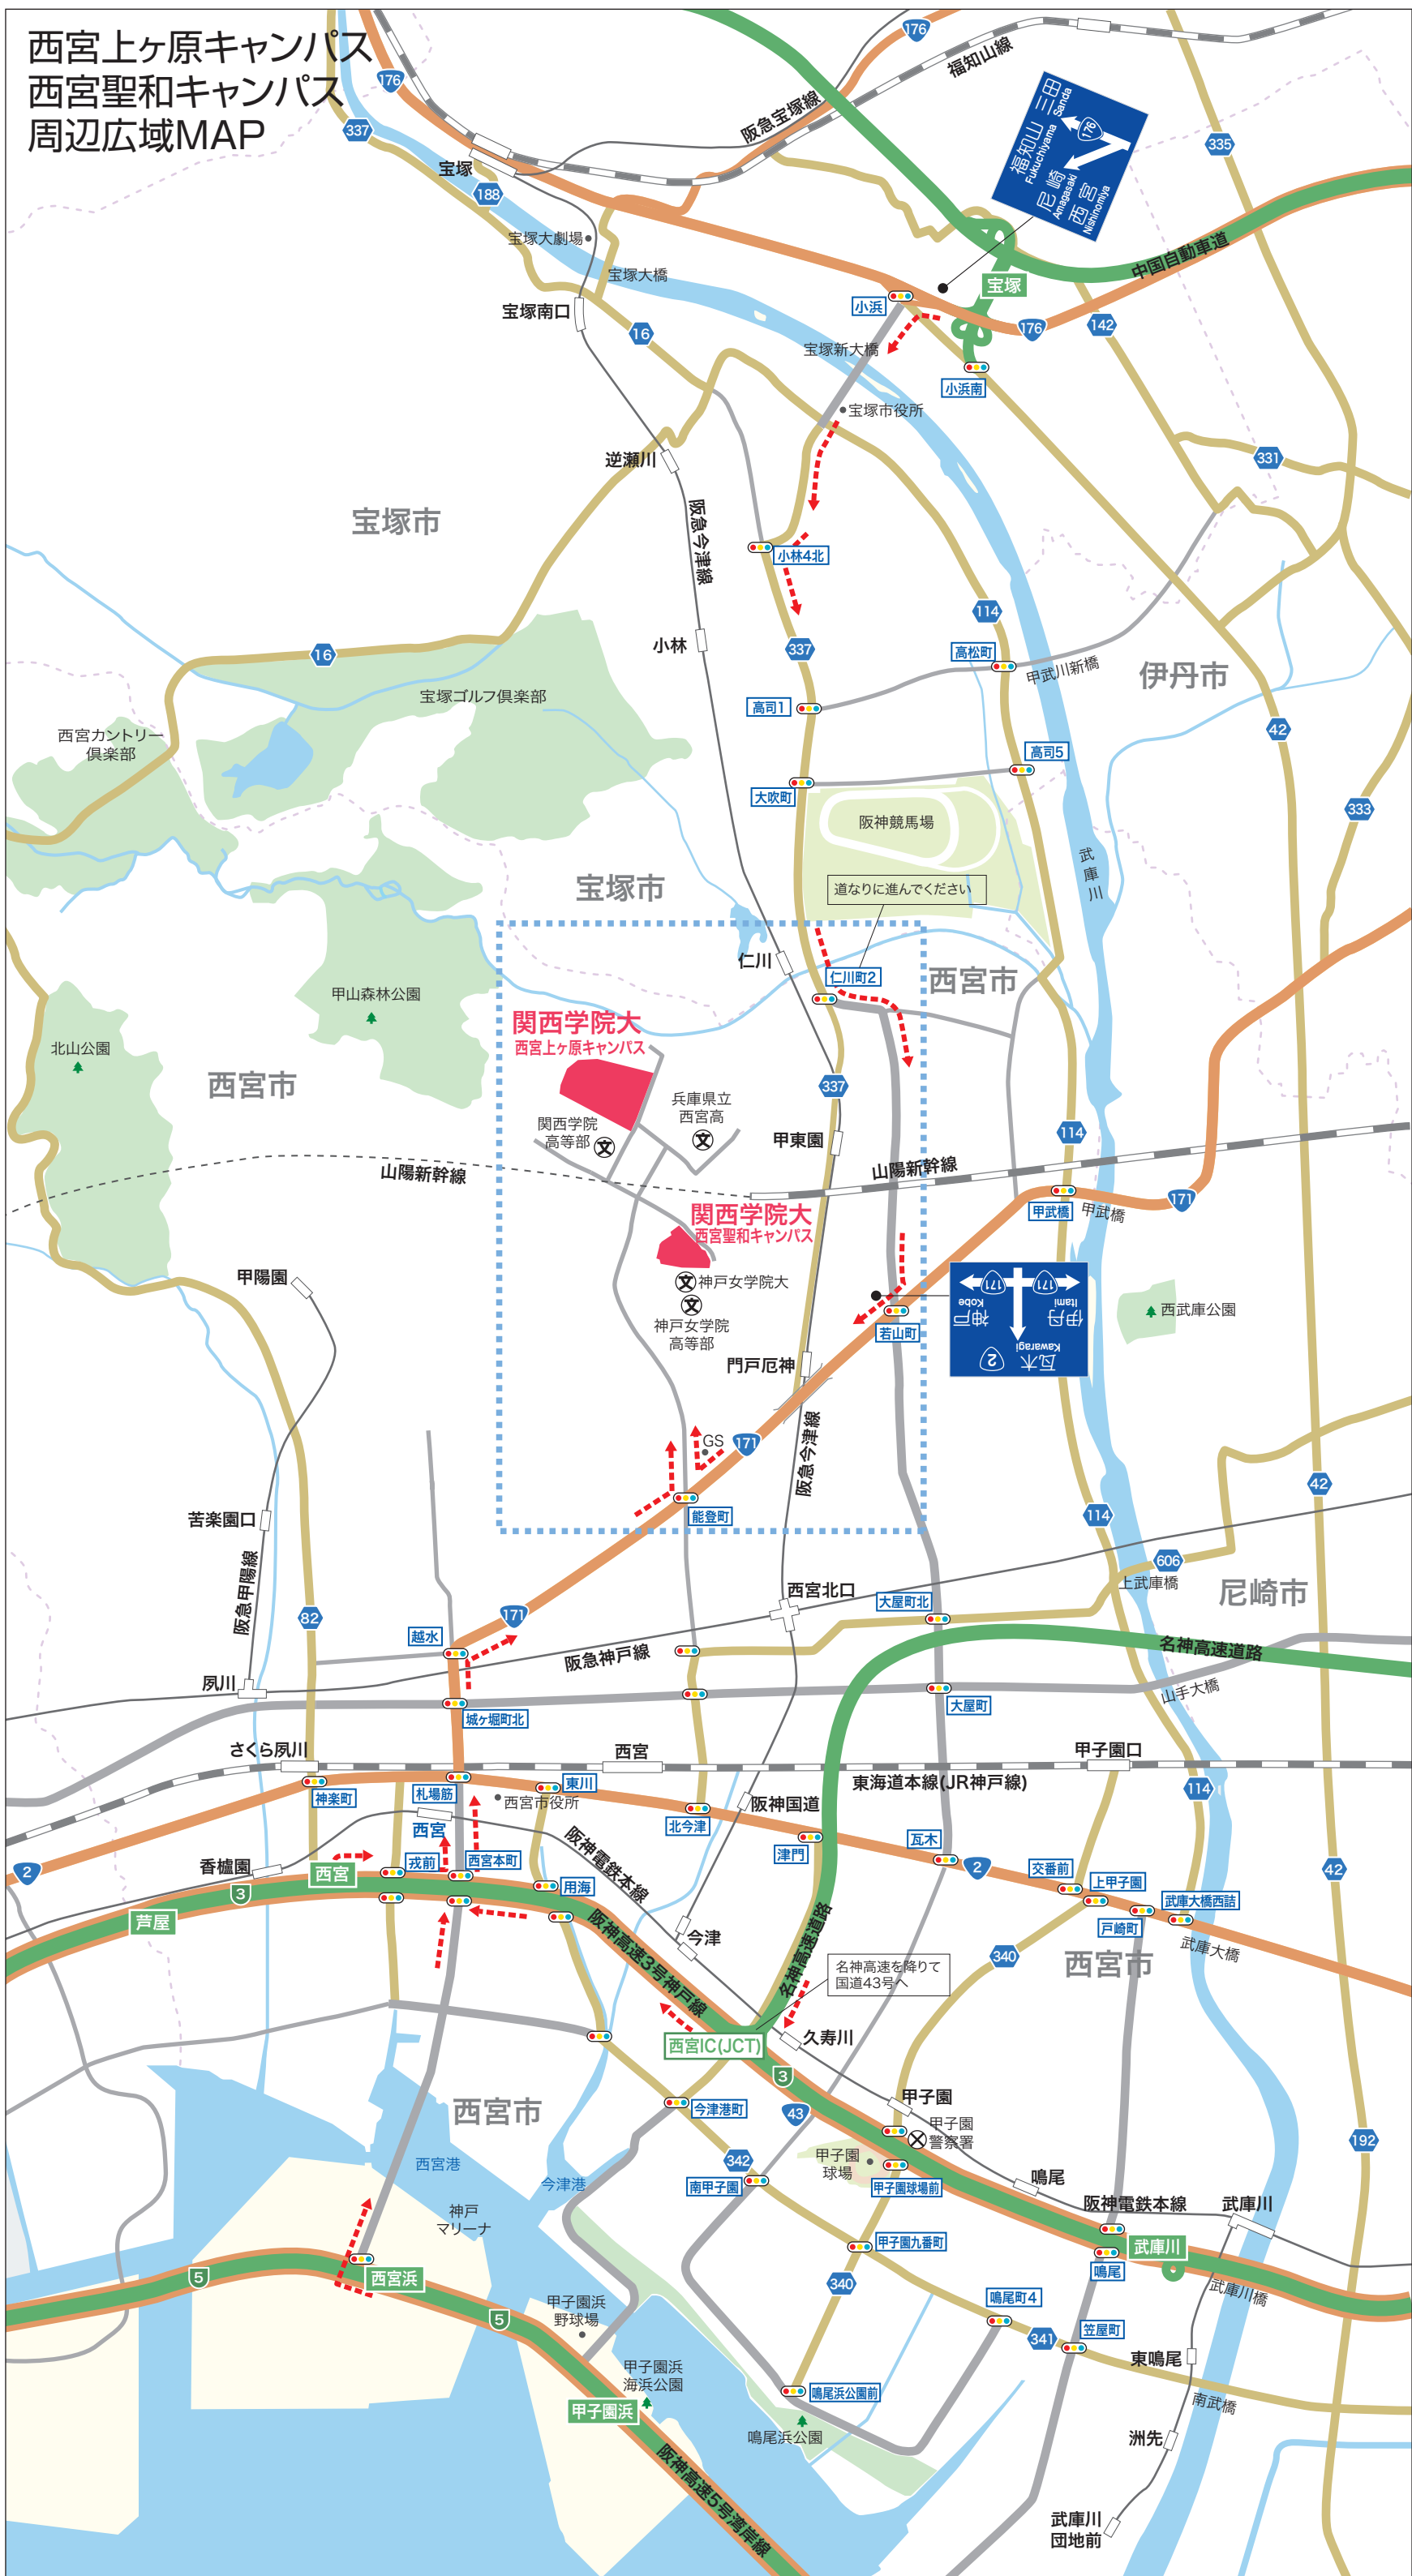 西宮上ヶ原キャンパス
西宮聖和キャンパス
周辺広域MAP
176
176
福知山線
阪急宝塚線
337
宝塚
188
三田
Sanda
福知山
Fukuchiyama
176
尼崎
Amagasaki
西宮
Nishinomiya
335
宝塚大劇場
宝塚大橋
中国自動車道
宝塚
小浜
宝塚南口
16
176
142
宝塚新大橋
小浜南
宝塚市役所
逆瀬川
331
宝塚市
阪急今津線
小林4北
114
16
小林
337
高松町
甲武川新橋
伊丹市
宝塚ゴルフ倶楽部
高司1
西宮カントリー
倶楽部
42
高司5
大吹町
333
阪神競馬場
武庫川
宝塚市
道なりに進んでください
仁川
仁川町2
西宮市
甲山森林公園
関西学院大
西宮上ヶ原キャンパス
北山公園
西宮市
337
兵庫県立
西宮高
文
関西学院
高等部
文
甲東園
114
山陽新幹線
山陽新幹線
171
甲武橋
甲武橋
関西学院大
西宮聖和キャンパス
甲陽園
文
神戸女学院大
文
神戸女学院
高等部
171
171
神戸
Kobe
伊丹
Itami
瓦木
Kawaragi
2
西武庫公園
若山町
門戸厄神
阪急今津線
GS
171
能登町
42
苦楽園口
114
阪急甲陽線
606
上武庫橋
尼崎市
西宮北口
大屋町北
82
171
越水
阪急神戸線
名神高速道路
夙川
山手大橋
城ヶ堀町北
大屋町
さくら夙川
西宮
甲子園口
東海道本線(JR神戸線)
神楽町
札場筋
東川
西宮市役所
114
阪神国道
北今津
西宮
津門
瓦木
2
香櫨園
西宮
戎前
西宮本町
阪神電鉄本線
2
交番前
42
3
用海
上甲子園
武庫大橋西詰
芦屋
戸崎町
武庫大橋
阪神高速3号神戸線
今津
名神高速道路
340
西宮市
名神高速を降りて
国道43号へ
西宮IC(JCT)
久寿川
3
甲子園
今津港町
43
西宮市
甲子園
警察署
192
西宮港
今津港
342
甲子園
球場
南甲子園
甲子園球場前
鳴尾
神戸
マリーナ
阪神電鉄本線
武庫川
甲子園九番町
武庫川
5
西宮浜
鳴尾
340
武庫川橋
甲子園浜
野球場
5
鳴尾町4
341
笠屋町
東鳴尾
甲子園浜
海浜公園
甲子園浜
鳴尾浜公園前
南武橋
鳴尾浜公園
洲先
阪神高速5号湾岸線
武庫川
団地前